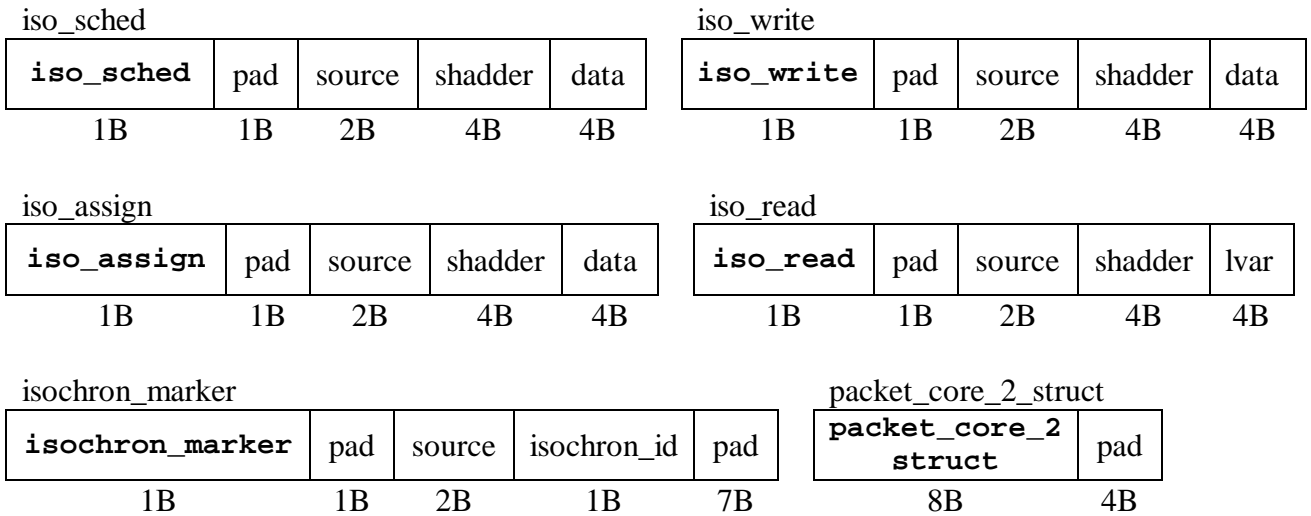 iso_sched
iso_sched pad source shadder data
1B 1B 2B 4B 4B
iso_write
iso_write pad source shadder data
1B 1B 2B 4B 4B
iso_assign
iso_assign pad source shadder data
1B 1B 2B 4B 4B
iso_read
iso_read pad source shadder lvar
1B 1B 2B 4B 4B
isochron_marker
isochron_marker pad source isochron_id pad
1B 1B 2B 1B 7B
packet_core_2_struct
packet_core_2
struct pad
8B 4B